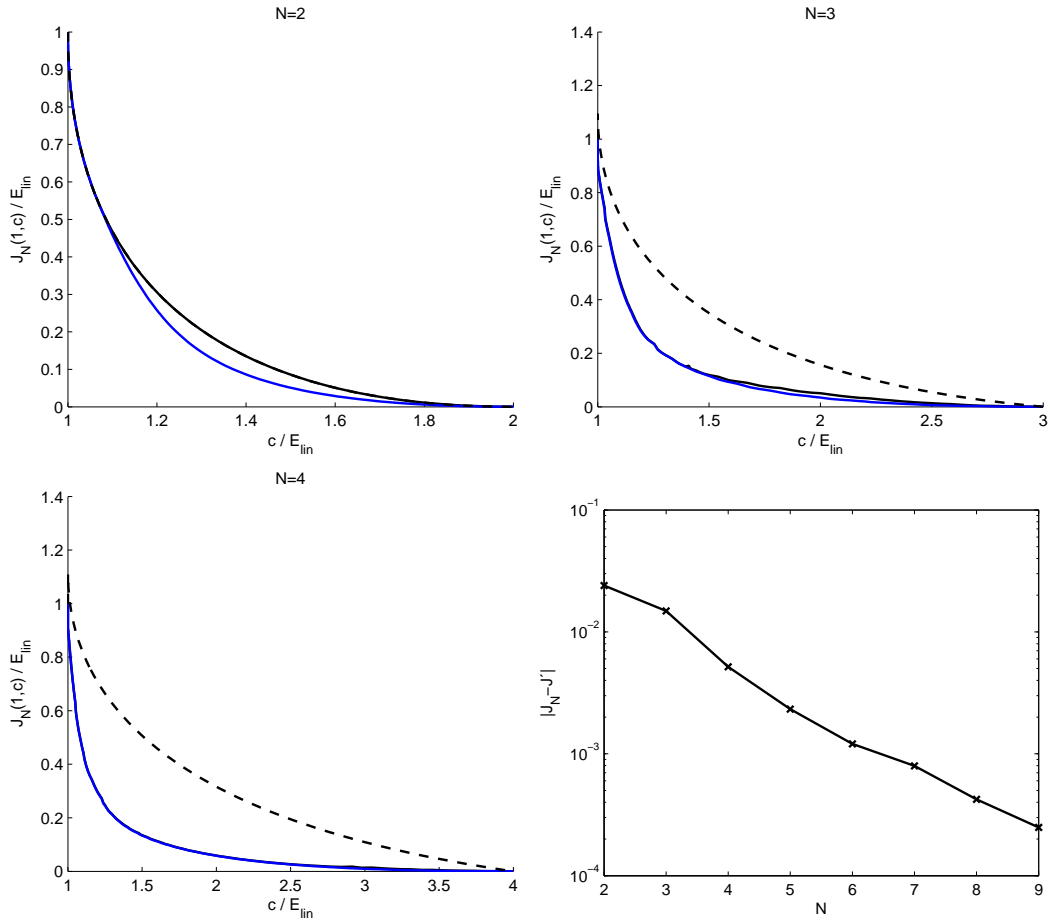 N=2
1
0.9
0.8
0.7
0.6
0.5
0.4
0.3
0.2
0.1
0
J_N(1,c) / E_lin
1 1.2 1.4 1.6 1.8 2
c / E_lin
N=3
1.4
1.2
1
0.8
0.6
0.4
0.2
0
J_N(1,c) / E_lin
1 1.5 2 2.5 3
c / E_lin
N=4
1.4
1.2
1
0.8
0.6
0.4
0.2
0
J_N(1,c) / E_lin
1 1.5 2 2.5 3 3.5 4
c / E_lin
10^-1
10^-2
10^-3
10^-4
|J_N-J'|
2 3 4 5 6 7 8 9
N